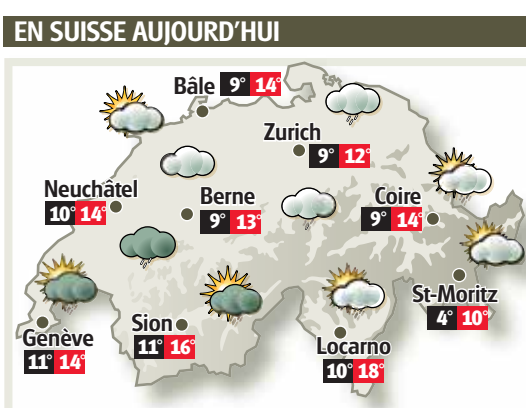 EN SUISSE AUJOURD'HUI
Bâle 9° 14°
Zurich
9° 12°
Neuchâtel
10° 14°
Berne
9° 13°
Coire
9° 14°
St-Moritz
4° 10°
Genève
11° 14°
Sion
11° 16°
Locarno
10° 18°